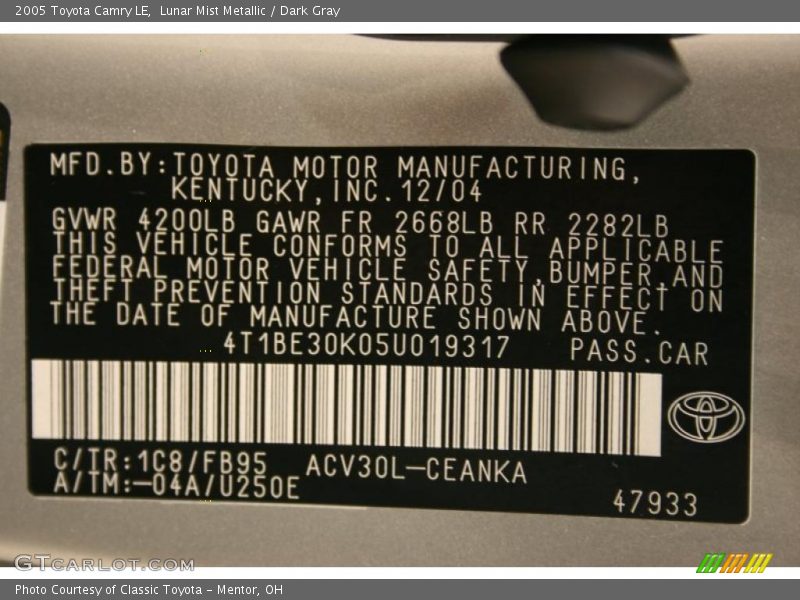 2005 Toyota Camry LE,  Lunar Mist Metallic / Dark Gray
MFD.BY:TOYOTA MOTOR MANUFACTURING,
KENTUCKY,INC.12/04
GVWR 4200LB GAWR FR 2668LB RR 2282LB
THIS VEHICLE CONFORMS TO ALL APPLICABLE
FEDERAL MOTOR VEHICLE SAFETY,BUMPER,AND
THEFT PREVENTION STANDARDS IN EFFECT ON
THE DATE OF MANUFACTURE SHOWN ABOVE.
4T1BE30K05U019317 PASS.CAR
C/TR:1C8/FB95 ACV30L-CEANKA
A/TM:-04A/U250E
47933
GTCARLOT.COM
Photo Courtesy of Classic Toyota - Mentor, OH